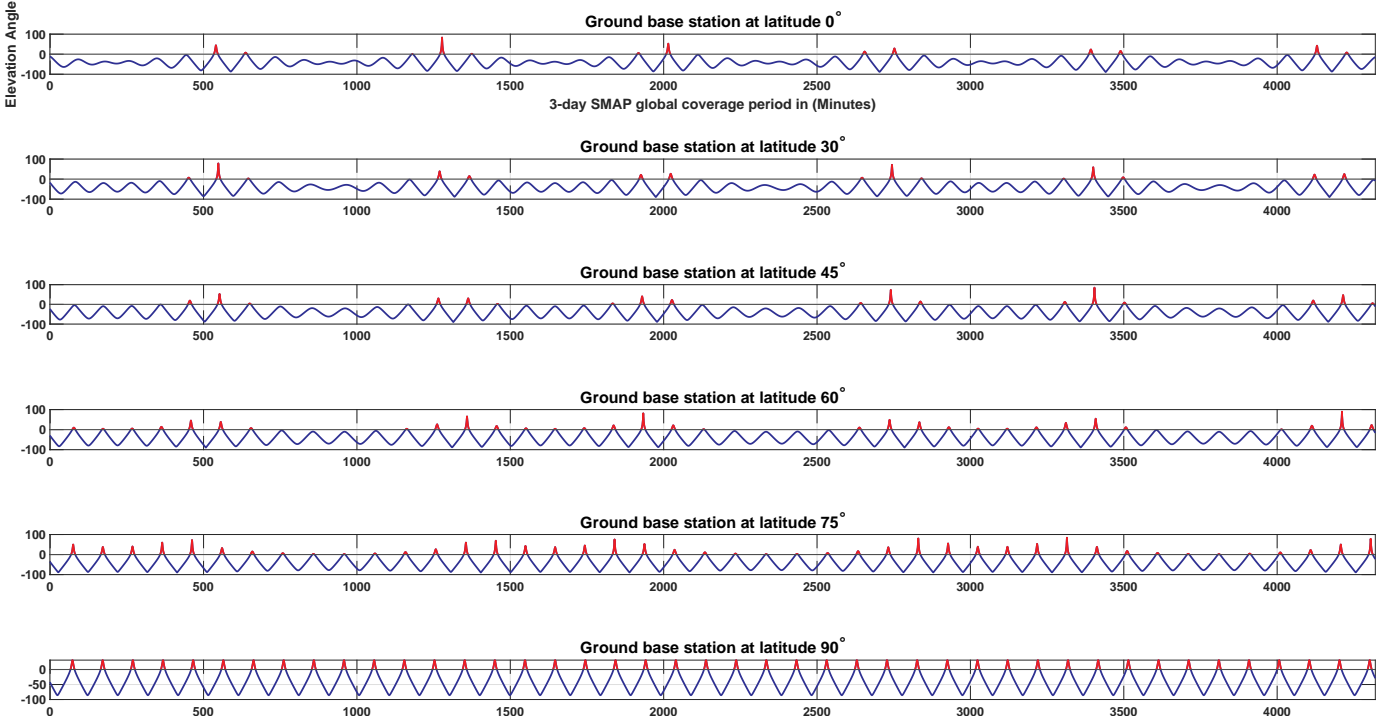 Elevation Angle
Ground base station at latitude 0°
100
0
-100
0 500 1000 1500 2000 2500 3000 3500 4000
3-day SMAP global coverage period in (Minutes)
Ground base station at latitude 30°
100
0
-100
0 500 1000 1500 2000 2500 3000 3500 4000
Ground base station at latitude 45°
100
0
-100
0 500 1000 1500 2000 2500 3000 3500 4000
Ground base station at latitude 60°
100
0
-100
0 500 1000 1500 2000 2500 3000 3500 4000
Ground base station at latitude 75°
100
0
-100
0 500 1000 1500 2000 2500 3000 3500 4000
Ground base station at latitude 90°
0
-50
-100
0 500 1000 1500 2000 2500 3000 3500 4000